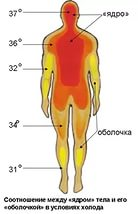 37° «ядро»
36°
32°
34°
оболочка
31°
Соотношение между «ядром» тела и его
«оболочкой» в условиях холода